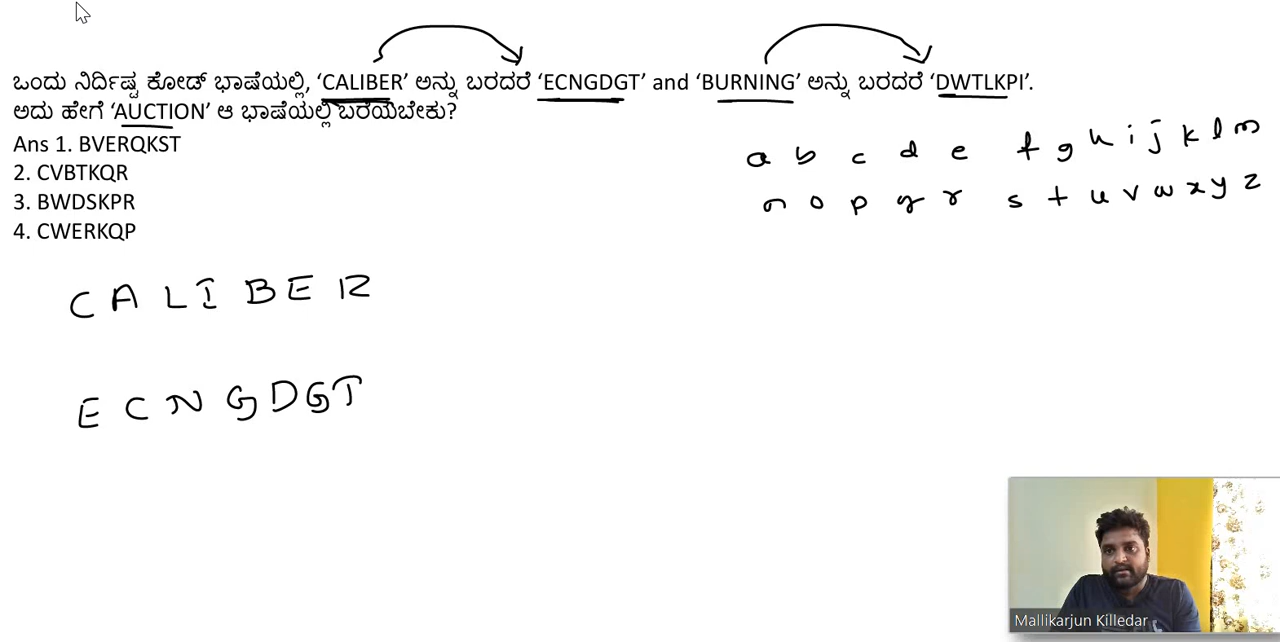 ಒಂದು ನಿರ್ದಿಷ್ಟ ಕೋಡ್ ಭಾಷೆಯಲ್ಲಿ, ‘CALIBER’ ಅನ್ನು ಬರದರೆ ‘ECNGDGT’ and ‘BURNING’ ಅನ್ನು ಬರದರೆ ‘DWTLKPI’.
ಅದು ಹೇಗೆ ‘AUCTION’ ಆ ಭಾಷೆಯಲ್ಲಿ ಬರೆಯಬೇಕು?
Ans 1. BVERQKST
2. CVBTKQR
3. BWDSKPR
4. CWERKQP
a b c d e f g h i j k l m
n o p q r s t u v w x y z
C A L I B E R
E C N G D G T
Mallikarjun Killedar